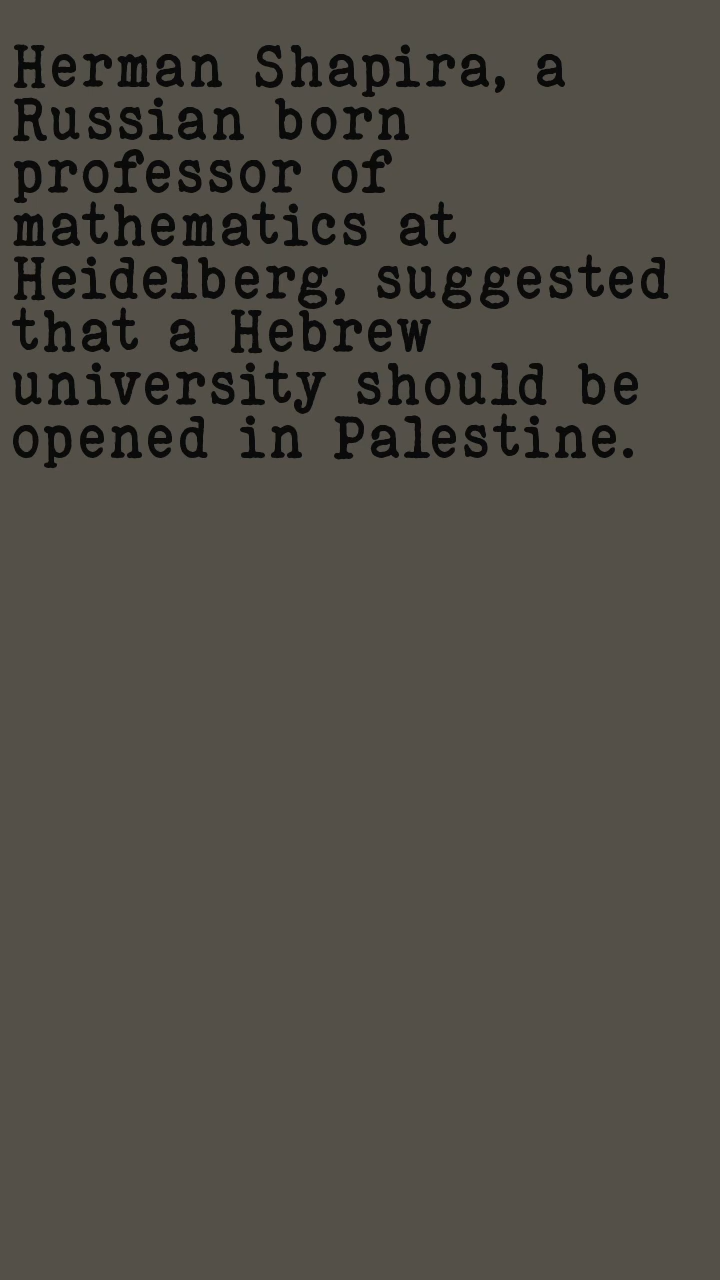 Herman Shapira, a
Russian born
professor of
mathematics at
Heidelberg, suggested
that a Hebrew
university should be
opened in Palestine.